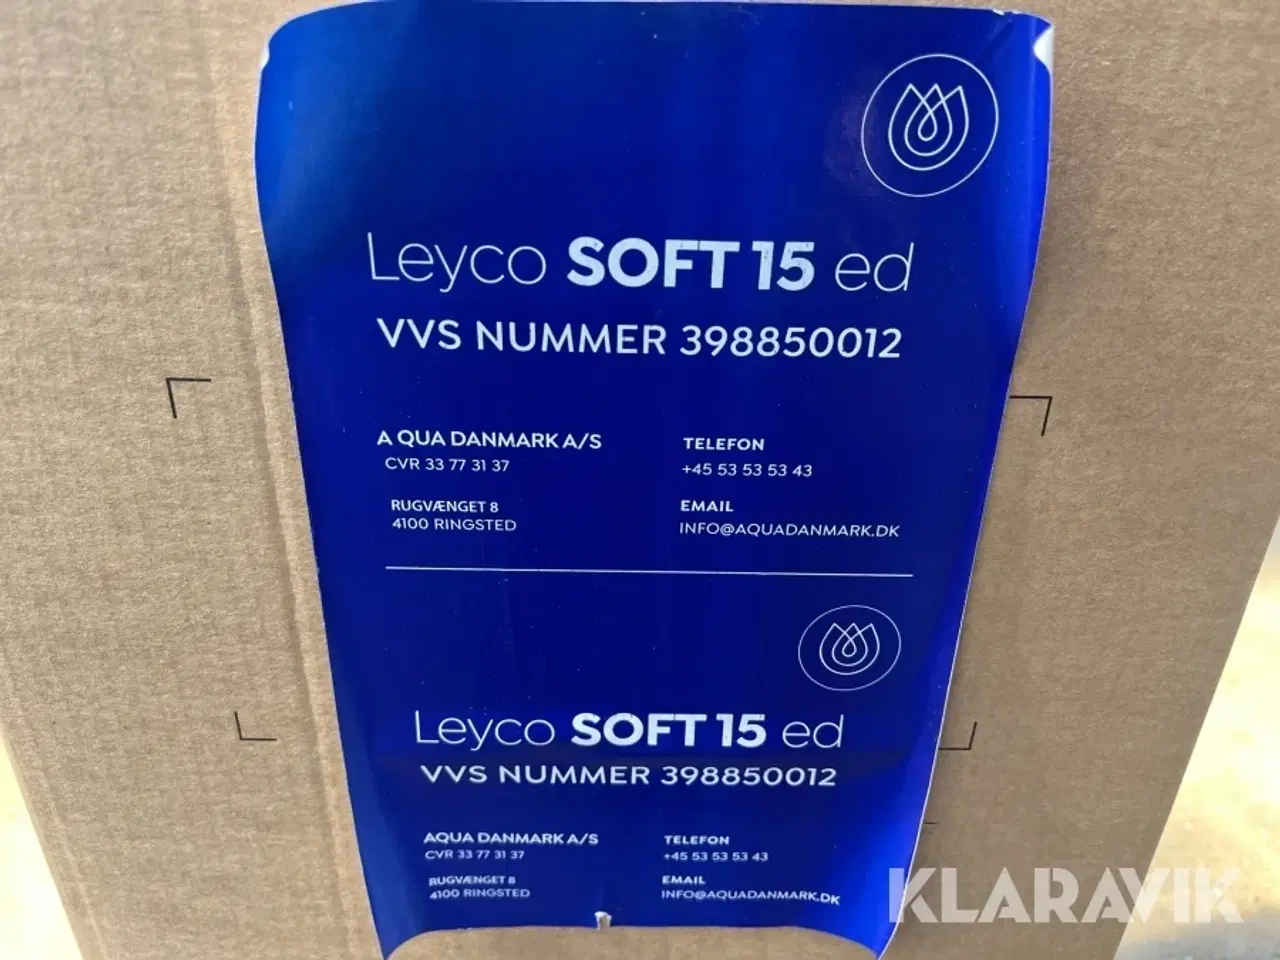 Leyco SOFT 15 ed
VVS NUMMER 398850012
A QUA DANMARK A/S
CVR 33 77 31 37
RUGVÆNGET 8
4100 RINGSTED
TELEFON
+45 53 53 53 43
EMAIL
INFO@AQUADANMARK.DK
Leyco SOFT 15 ed
VVS NUMMER 398850012
AQUA DANMARK A/S
CVR 33 77 31 37
RUGVÆNGET 8
4100 RINGSTED
TELEFON
+45 53 53 53 43
EMAIL
INFO@AQUADANMARK.DK
KLARAVIK